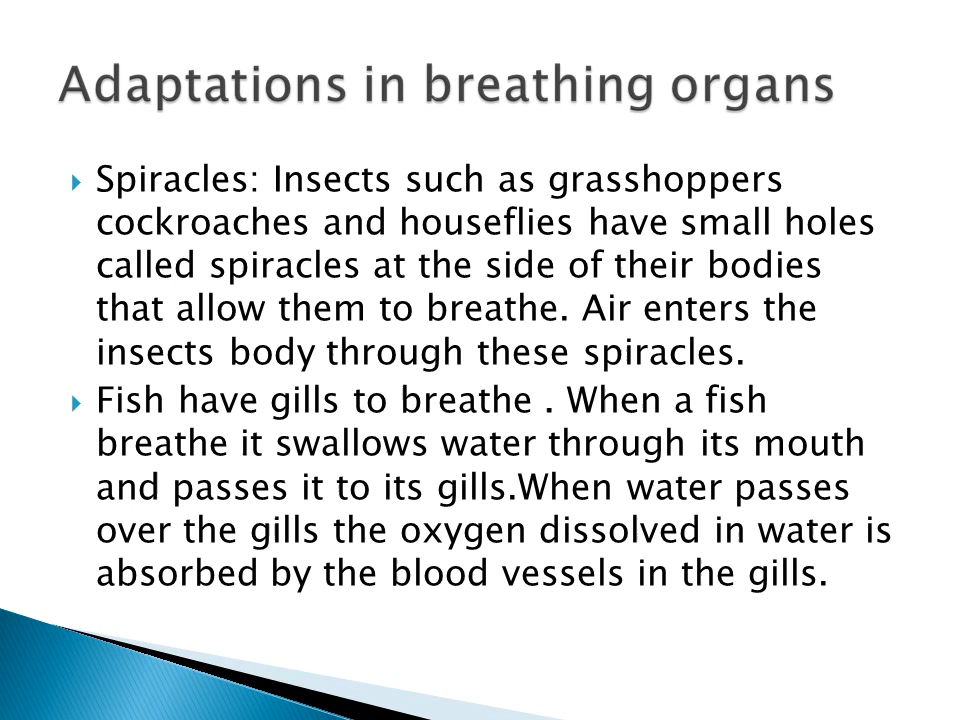 Adaptations in breathing organs
Spiracles: Insects such as grasshoppers
cockroaches and houseflies have small holes
called spiracles at the side of their bodies
that allow them to breathe. Air enters the
insects body through these spiracles.
Fish have gills to breathe . When a fish
breathe it swallows water through its mouth
and passes it to its gills.When water passes
over the gills the oxygen dissolved in water is
absorbed by the blood vessels in the gills.